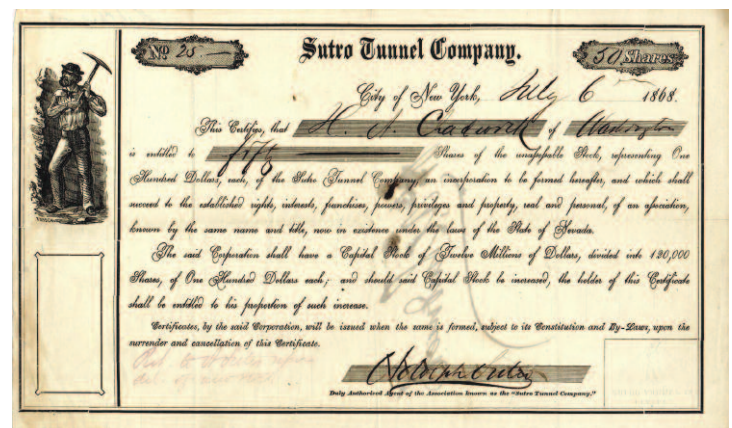 No. 25
Sutro Tunnel Company.
50 Shares
City of New York, July 6 1868.
This Certifies, that H. A. of Washington
is entitled to Fifty Shares of the unassessable Stock, representing One
Hundred Dollars, each, of the Sutro Tunnel Company, an incorporation to be formed hereafter, and which shall
succeed to the established rights, interests, franchises, powers, privileges and property, real and personal, of an association,
known by the same name and title, now in existence under the laws of the State of Nevada.
The said Corporation shall have a Capital Stock of Twelve Millions of Dollars, divided into 120,000
Shares, of One Hundred Dollars each; and should said Capital Stock be increased, the holder of this Certificate
shall be entitled to his proportion of such increase.
Certificates, by the said Corporation, will be issued when the same is formed, subject to its Constitution and By-Laws, upon the
surrender and cancellation of this Certificate.
Adolph Sutro
Duly Authorized Agent of the Association known as the "Sutro Tunnel Company."